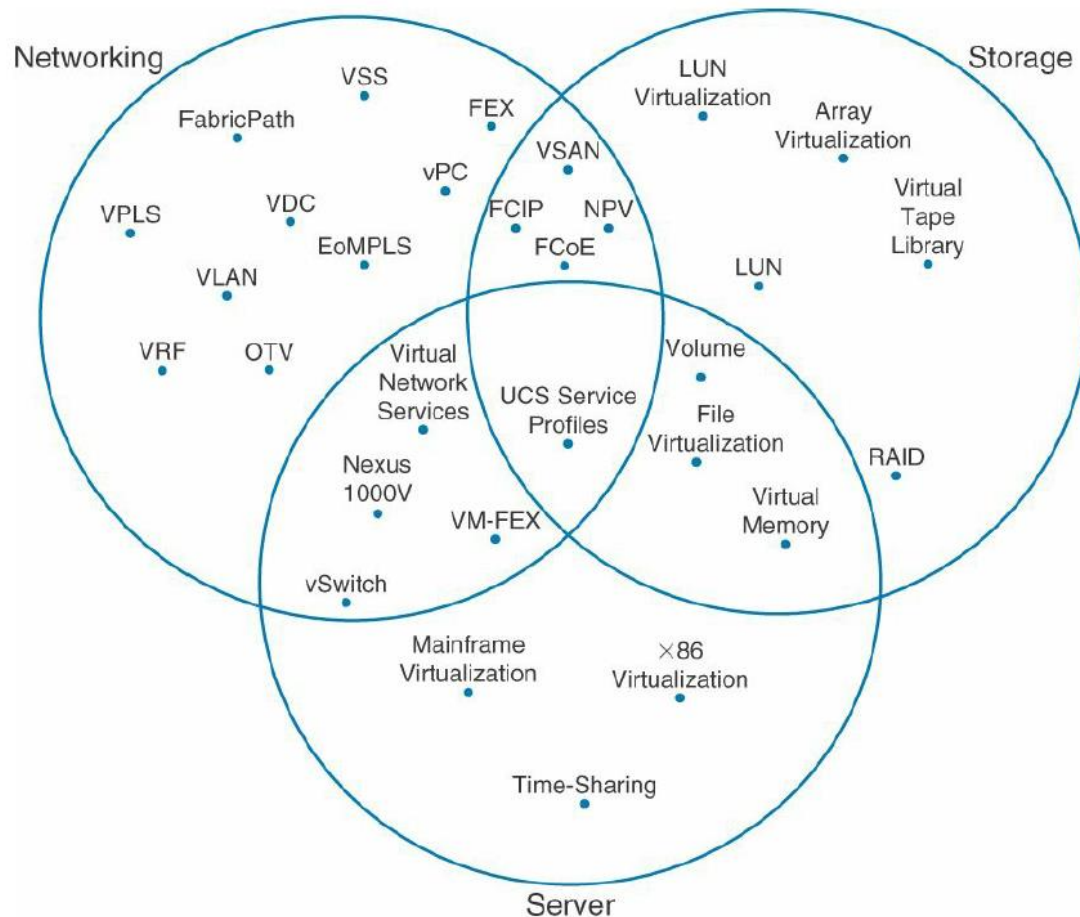 Networking
Storage
VSS
FabricPath
FEX
vPC
VPLS
VDC
EoMPLS
VLAN
VRF
OTV
VSAN
FCIP
NPV
FCoE
LUN
Virtualization
Array
Virtualization
Virtual
Tape
Library
LUN
RAID
Virtual
Network
Services
Nexus
1000V
VM-FEX
vSwitch
UCS Service
Profiles
Volume
File
Virtualization
Virtual
Memory
Mainframe
Virtualization
×86
Virtualization
Time-Sharing
Server